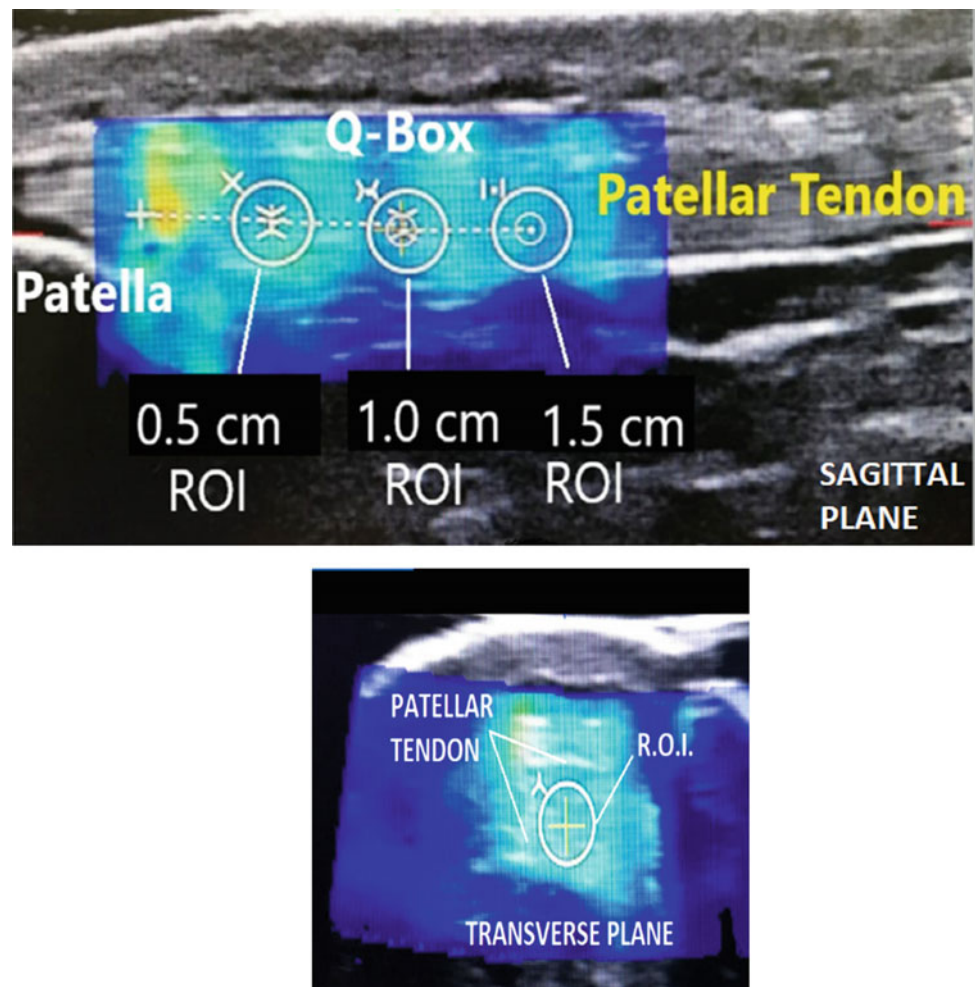 Q-Box
Patellar Tendon
Patella
0.5 cm
ROI
1.0 cm
ROI
1.5 cm
ROI
SAGITTAL
PLANE
PATELLAR
TENDON
R.O.I.
TRANSVERSE PLANE